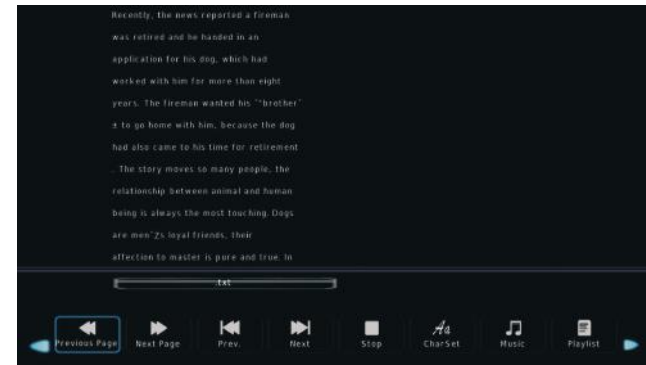 Recently, the news reported a fireman
was retired and he handed in an
application for his dog, which had
worked with him for more than eight
years. The fireman wanted his "brother"
to go home with him, because the dog
had also came to his time for retirement
. The story moves so many people, the
relationship between animal and human
being is always the most touching. Dogs
are men's loyal friends, their
affection to master is pure and true. In
.txt
Previous Page Next Page Prev. Next Stop CharSet Music Playlist
Aa